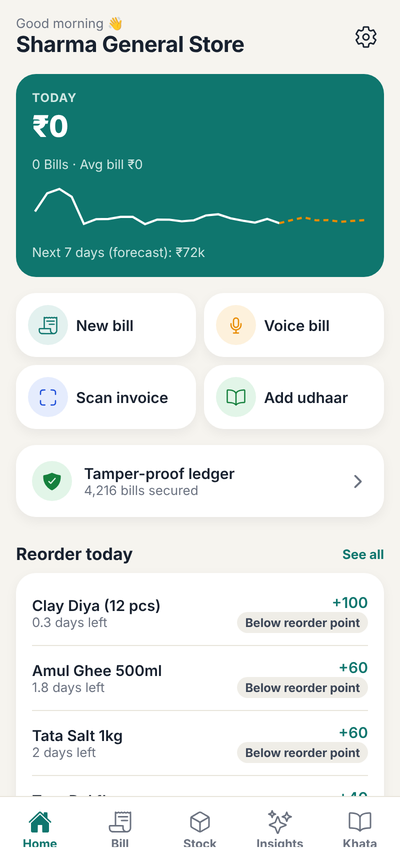 Good morning 👋
Sharma General Store
TODAY
₹0
0 Bills · Avg bill ₹0
Next 7 days (forecast): ₹72k
New bill
Voice bill
Scan invoice
Add udhaar
Tamper-proof ledger
4,216 bills secured
Reorder today
See all
Clay Diya (12 pcs)
+100
0.3 days left
Below reorder point
Amul Ghee 500ml
+60
1.8 days left
Below reorder point
Tata Salt 1kg
+60
2 days left
Below reorder point
Home
Bill
Stock
Insights
Khata